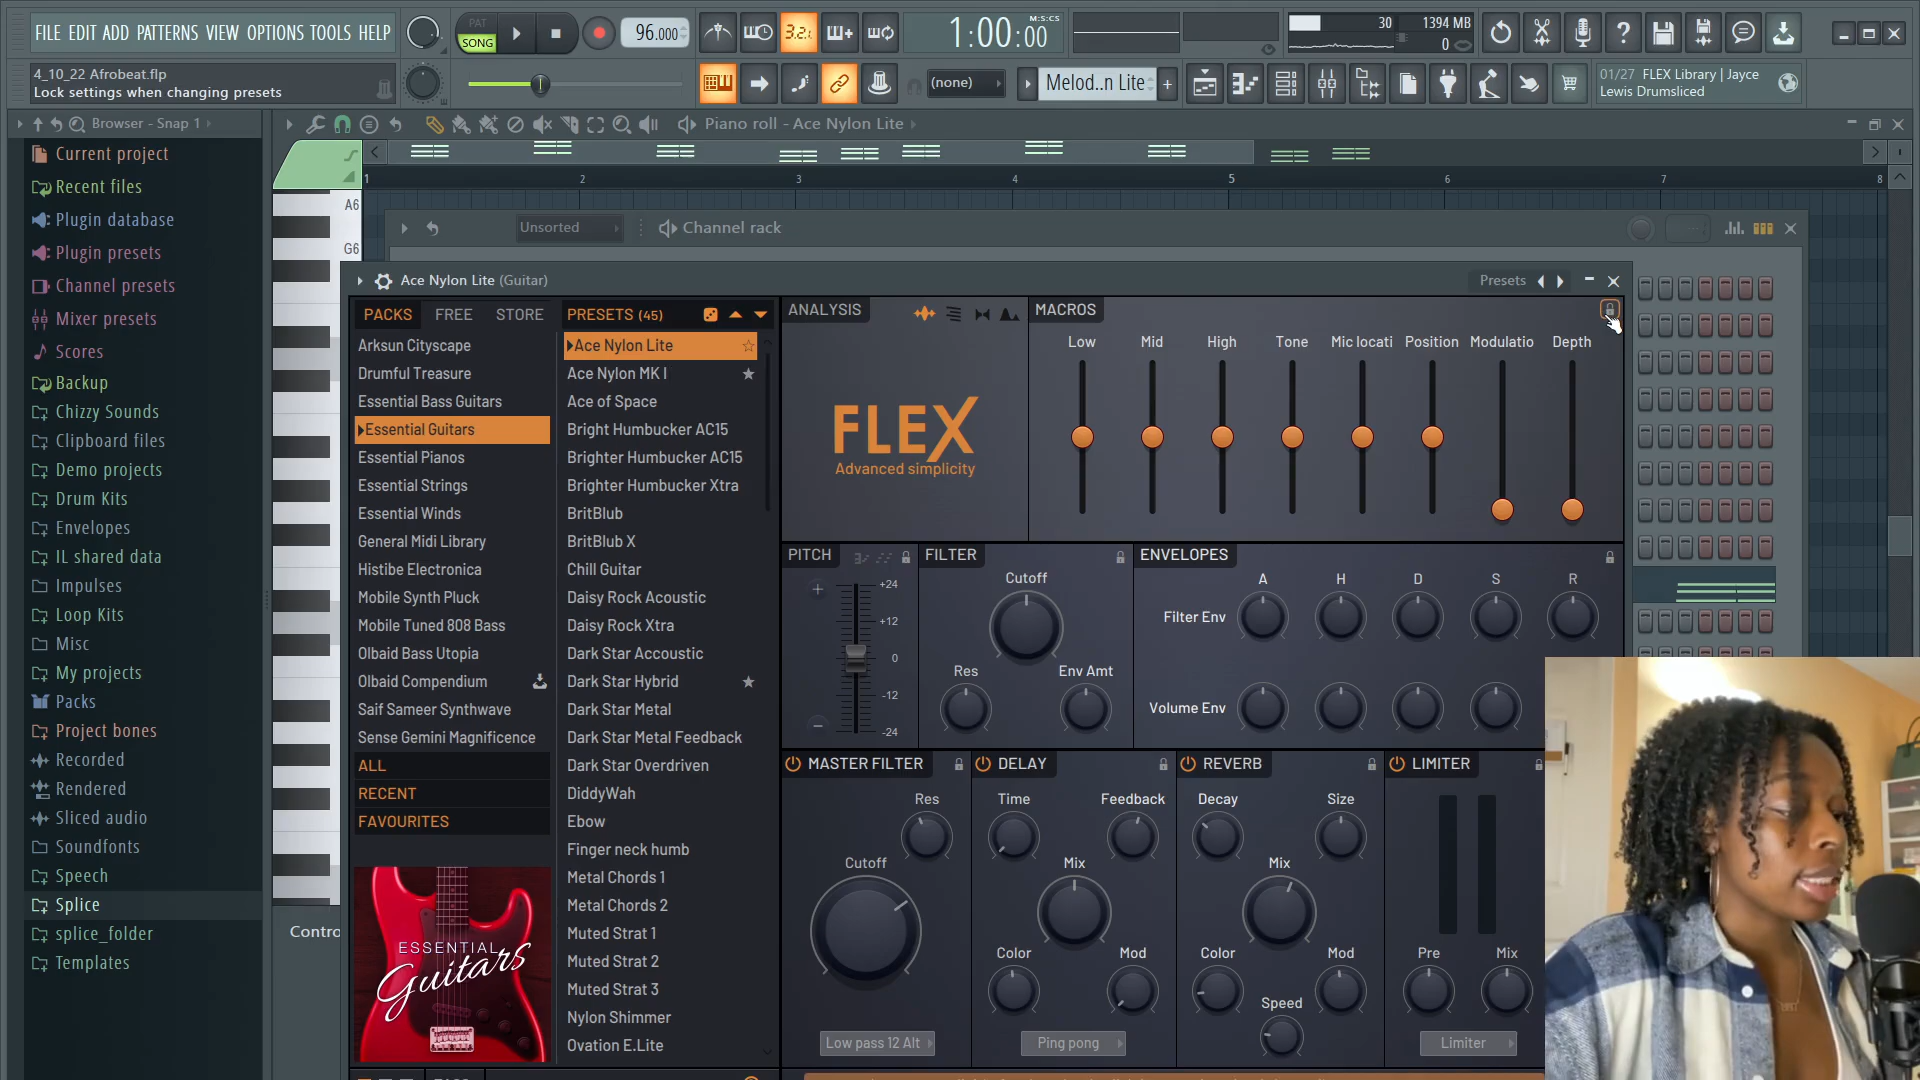 FILE EDIT ADD PATTERNS VIEW OPTIONS TOOLS HELP
PAT
SONG
96.000
3.2.
1:00:00
M:S:CS
30
1394 MB
0
4_10_22 Afrobeat.flp
Lock settings when changing presets
(none)
Melod..n Lite
01/27 FLEX Library | Jayce
Lewis Drumsliced
Browser - Snap 1
Piano roll - Ace Nylon Lite
Current project
Recent files
Plugin database
Plugin presets
Channel presets
Mixer presets
Scores
Backup
Chizzy Sounds
Clipboard files
Demo projects
Drum Kits
Envelopes
IL shared data
Impulses
Loop Kits
Misc
My projects
Packs
Project bones
Recorded
Rendered
Sliced audio
Soundfonts
Speech
Splice
splice_folder
Templates
1 2 3 4 5 6 7 8
A6
G6
Unsorted
Channel rack
Contro
Ace Nylon Lite (Guitar)
Presets
PACKS FREE STORE
Arksun Cityscape
Drumful Treasure
Essential Bass Guitars
Essential Guitars
Essential Pianos
Essential Strings
Essential Winds
General Midi Library
Histibe Electronica
Mobile Synth Pluck
Mobile Tuned 808 Bass
Olbaid Bass Utopia
Olbaid Compendium
Saif Sameer Synthwave
Sense Gemini Magnificence
ALL
RECENT
FAVOURITES
ESSENTIAL
Guitars
PRESETS (45)
Ace Nylon Lite
Ace Nylon MK I
Ace of Space
Bright Humbucker AC15
Brighter Humbucker AC15
Brighter Humbucker Xtra
BritBlub
BritBlub X
Chill Guitar
Daisy Rock Acoustic
Daisy Rock Xtra
Dark Star Accoustic
Dark Star Hybrid
Dark Star Metal
Dark Star Metal Feedback
Dark Star Overdriven
DiddyWah
Ebow
Finger neck humb
Metal Chords 1
Metal Chords 2
Muted Strat 1
Muted Strat 2
Muted Strat 3
Nylon Shimmer
Ovation E.Lite
ANALYSIS
FLEX
Advanced simplicity
MACROS
Low Mid High Tone Mic locati Position Modulatio Depth
PITCH
+24
+12
0
-12
-24
FILTER
Cutoff
Res
Env Amt
ENVELOPES
A H D S R
Filter Env
Volume Env
MASTER FILTER
Res
Cutoff
Low pass 12 Alt
DELAY
Time Feedback
Mix
Color Mod
Ping pong
REVERB
Decay Size
Mix
Color Mod
Speed
LIMITER
Pre Mix
Limiter